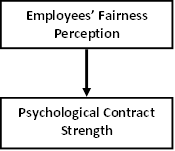 Employees' Fairness
Perception
Psychological Contract
Strength